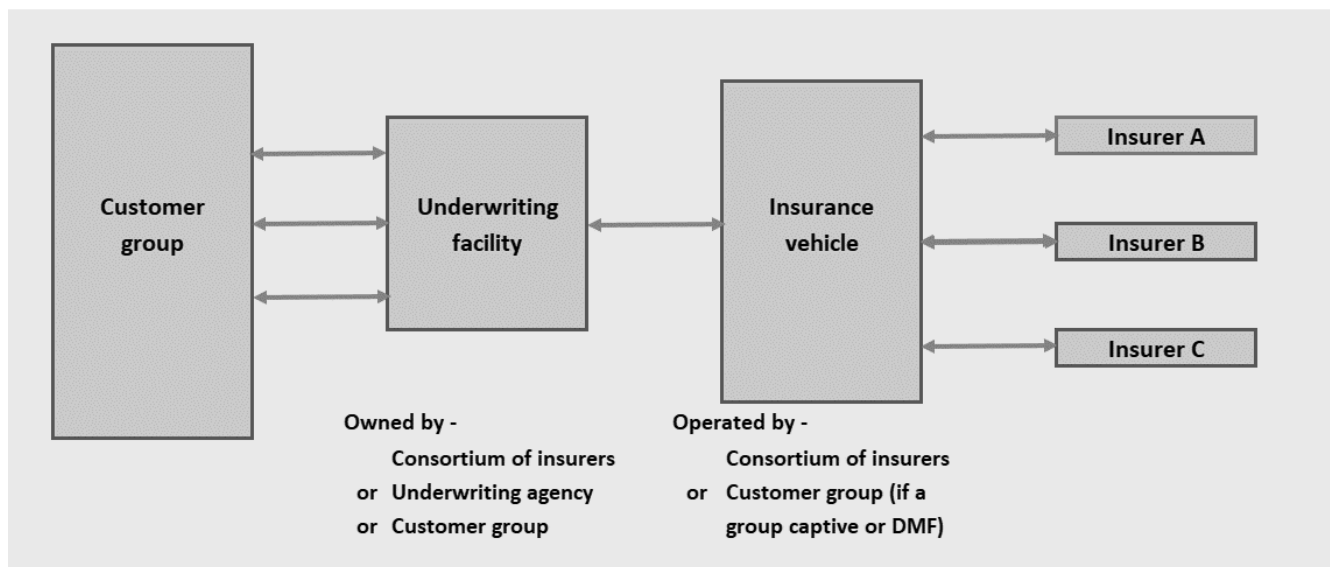 Customer
group
Underwriting
facility
Insurance
vehicle
Insurer A
Insurer B
Insurer C
Owned by -
Consortium of insurers
or Underwriting agency
or Customer group
Operated by -
Consortium of insurers
or Customer group (if a
group captive or DMF)